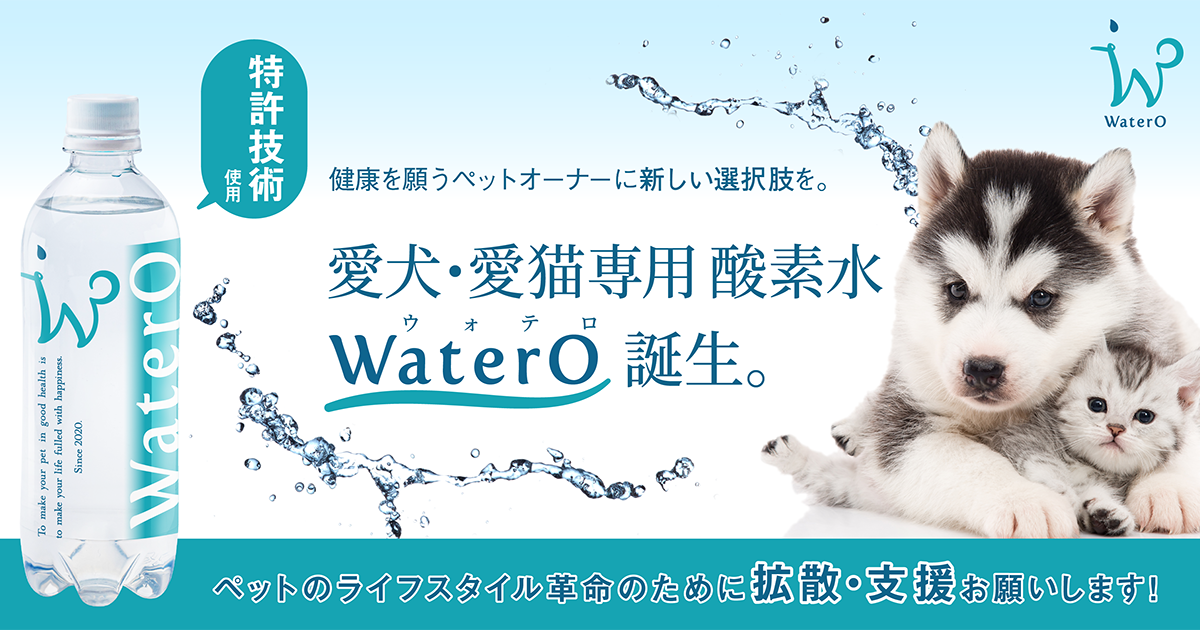 特許技術
使用
健康を願うペットオーナーに新しい選択肢を。
愛犬・愛猫専用 酸素水
ウォテロ
WaterO 誕生。
WaterO
WaterO
To make your pet in good health is
to make your life fulled with happiness.
Since 2020.
ペットのライフスタイル革命のために拡散・支援お願いします!